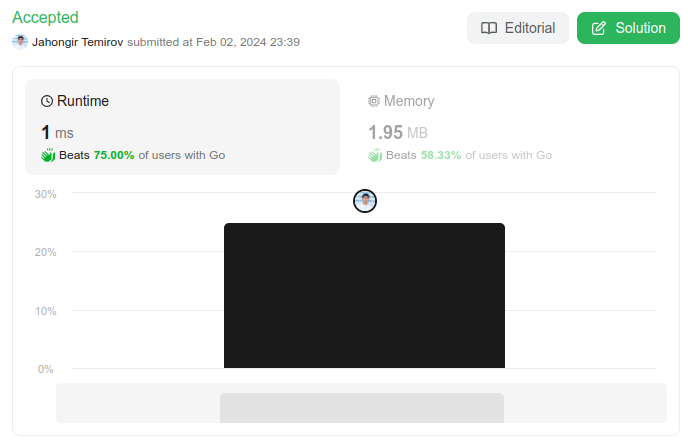 Accepted
Jahongir Temirov submitted at Feb 02, 2024 23:39
Editorial
Solution
Runtime
1 ms
Beats 75.00% of users with Go
Memory
1.95 MB
Beats 58.33% of users with Go
30%
20%
10%
0%